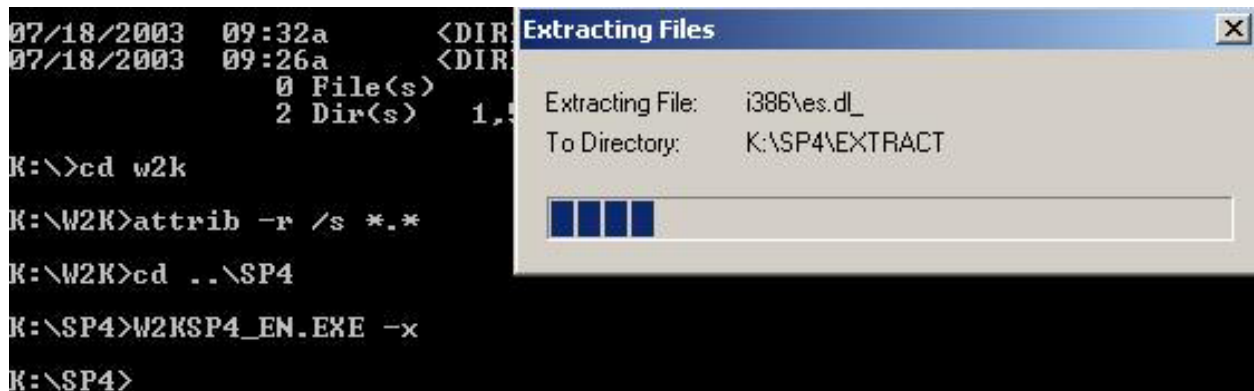 07/18/2003 09:32a <DIR
07/18/2003 09:26a <DIR
0 File(s)
2 Dir(s) 1,5
K:\>cd w2k
K:\W2K>attrib -r /s *.*
K:\W2K>cd ..\SP4
K:\SP4>W2KSP4_EN.EXE -x
K:\SP4>
Extracting Files
Extracting File: i386\es.dl_
To Directory: K:\SP4\EXTRACT